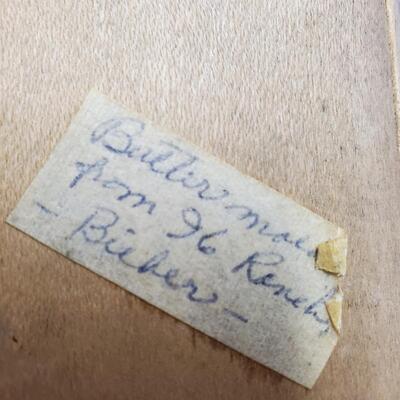 Butter mold
from 96 Ranch,
- Bieber -